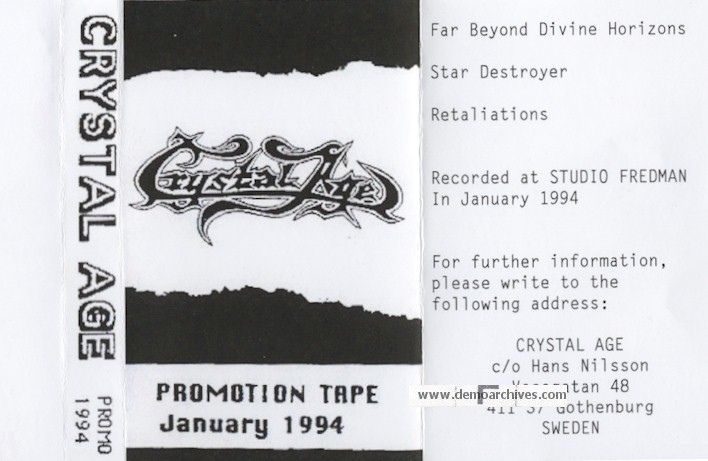 CRYSTAL AGE
PROMO
1994
Crystal Age
PROMOTION TAPE
January 1994
Far Beyond Divine Horizons
Star Destroyer
Retaliations
Recorded at STUDIO FREDMAN
In January 1994
For further information,
please write to the
following address:
CRYSTAL AGE
c/o Hans Nilsson
48
www.demoarchives.com
411 37 Gothenburg
SWEDEN